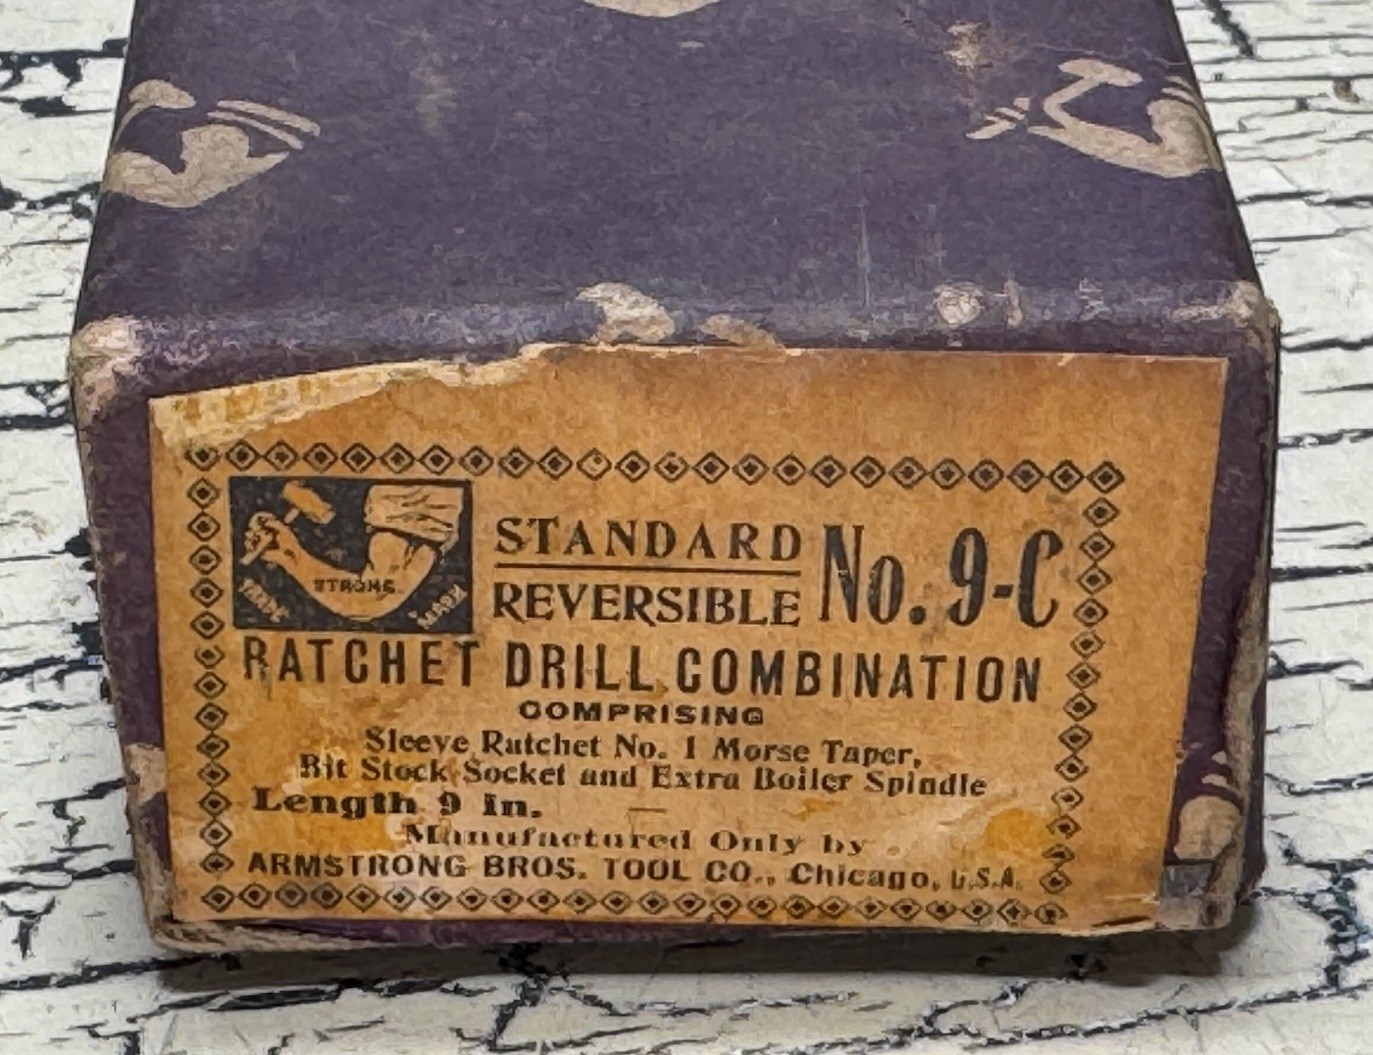 STRONG
TRADE MARK
STANDARD
REVERSIBLE
No. 9-C
RATCHET DRILL COMBINATION
COMPRISING
Sleeve Ratchet No. 1 Morse Taper,
Bit Stock Socket and Extra Boiler Spindle
Length 9 in.
Manufactured Only by
ARMSTRONG BROS. TOOL CO., Chicago, U.S.A.